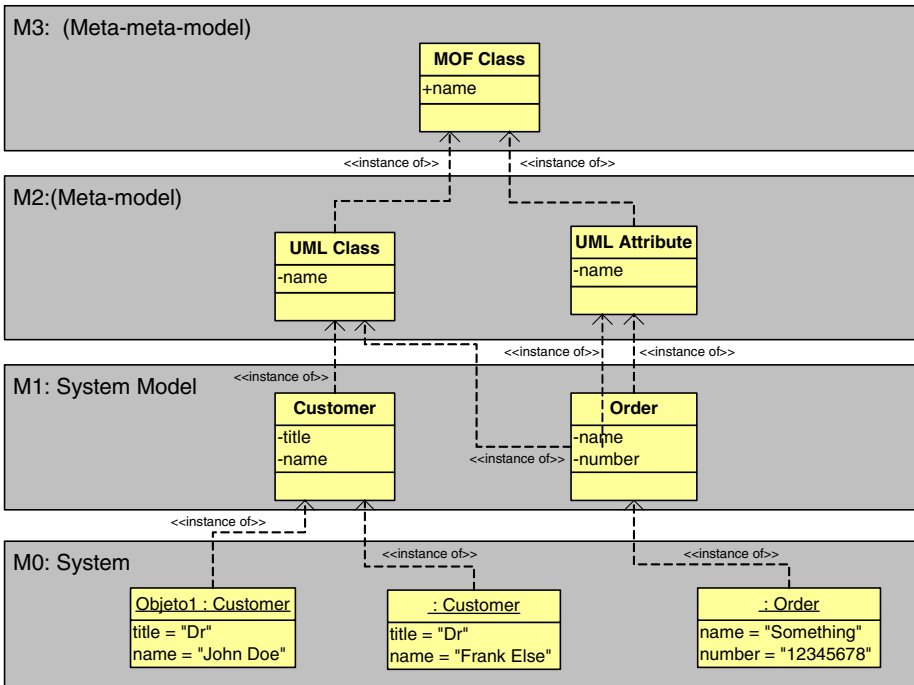 M3: (Meta-meta-model)
MOF Class
+name
<<instance of>>
<<instance of>>
M2:(Meta-model)
UML Class
-name
UML Attribute
-name
<<instance of>>
<<instance of>>
<<instance of>>
<<instance of>>
M1: System Model
Customer
-title
-name
Order
-name
-number
<<instance of>>
<<instance of>>
<<instance of>>
M0: System
Objeto1 : Customer
title = "Dr"
name = "John Doe"
: Customer
title = "Dr"
name = "Frank Else"
: Order
name = "Something"
number = "12345678"